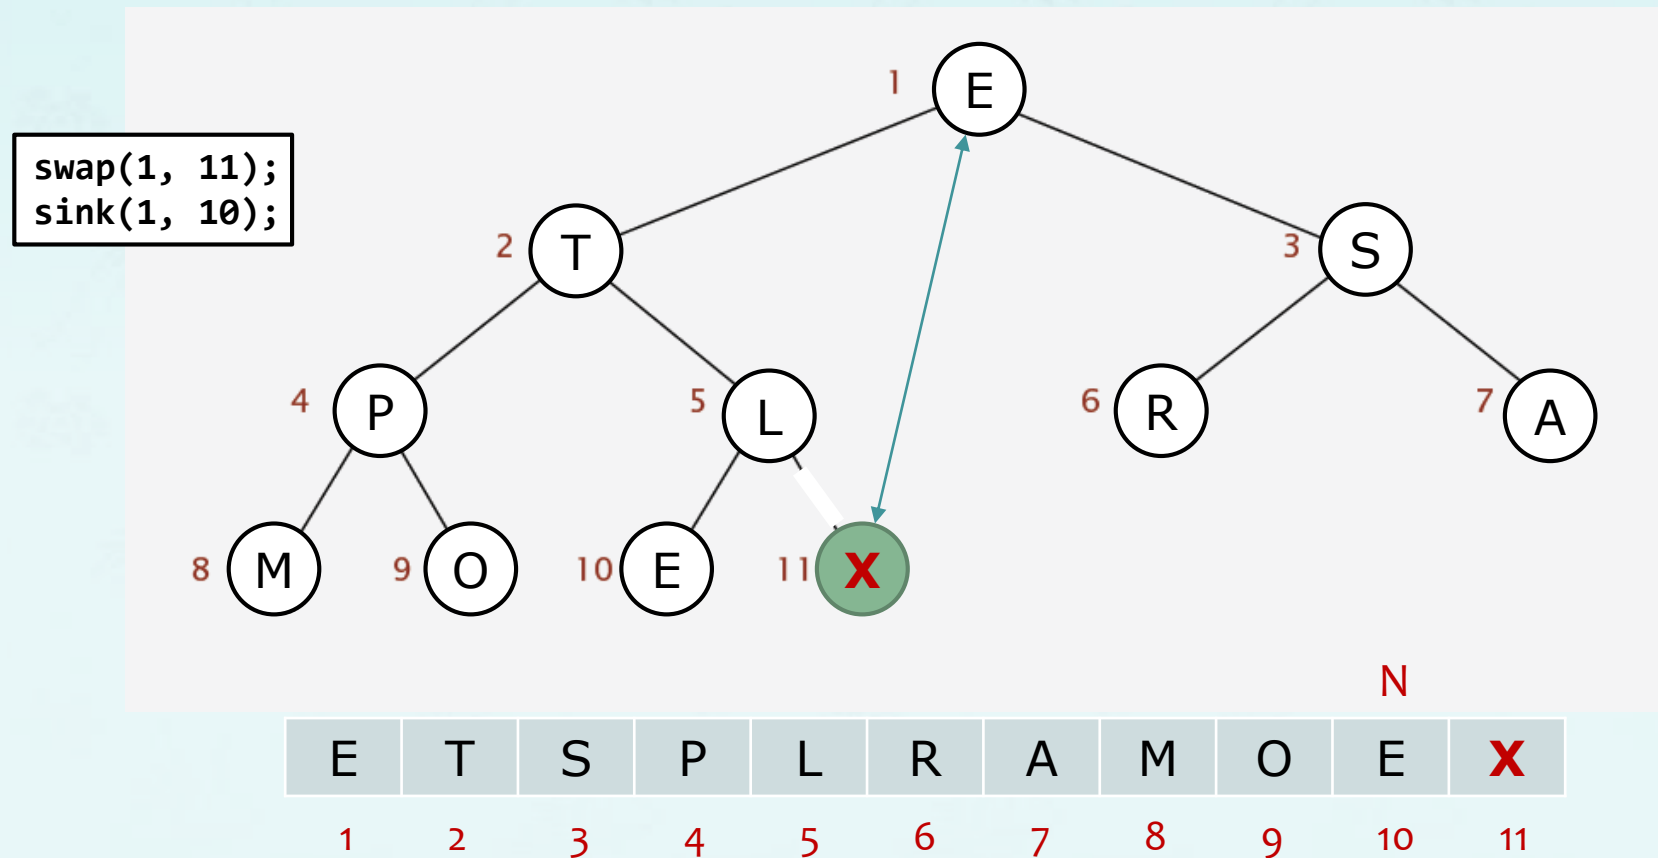 1 E
swap(1, 11);
sink(1, 10);
2 T 3 S
4 P 5 L 6 R 7 A
8 M 9 O 10 E 11 X
N
E T S P L R A M O E X
1 2 3 4 5 6 7 8 9 10 11